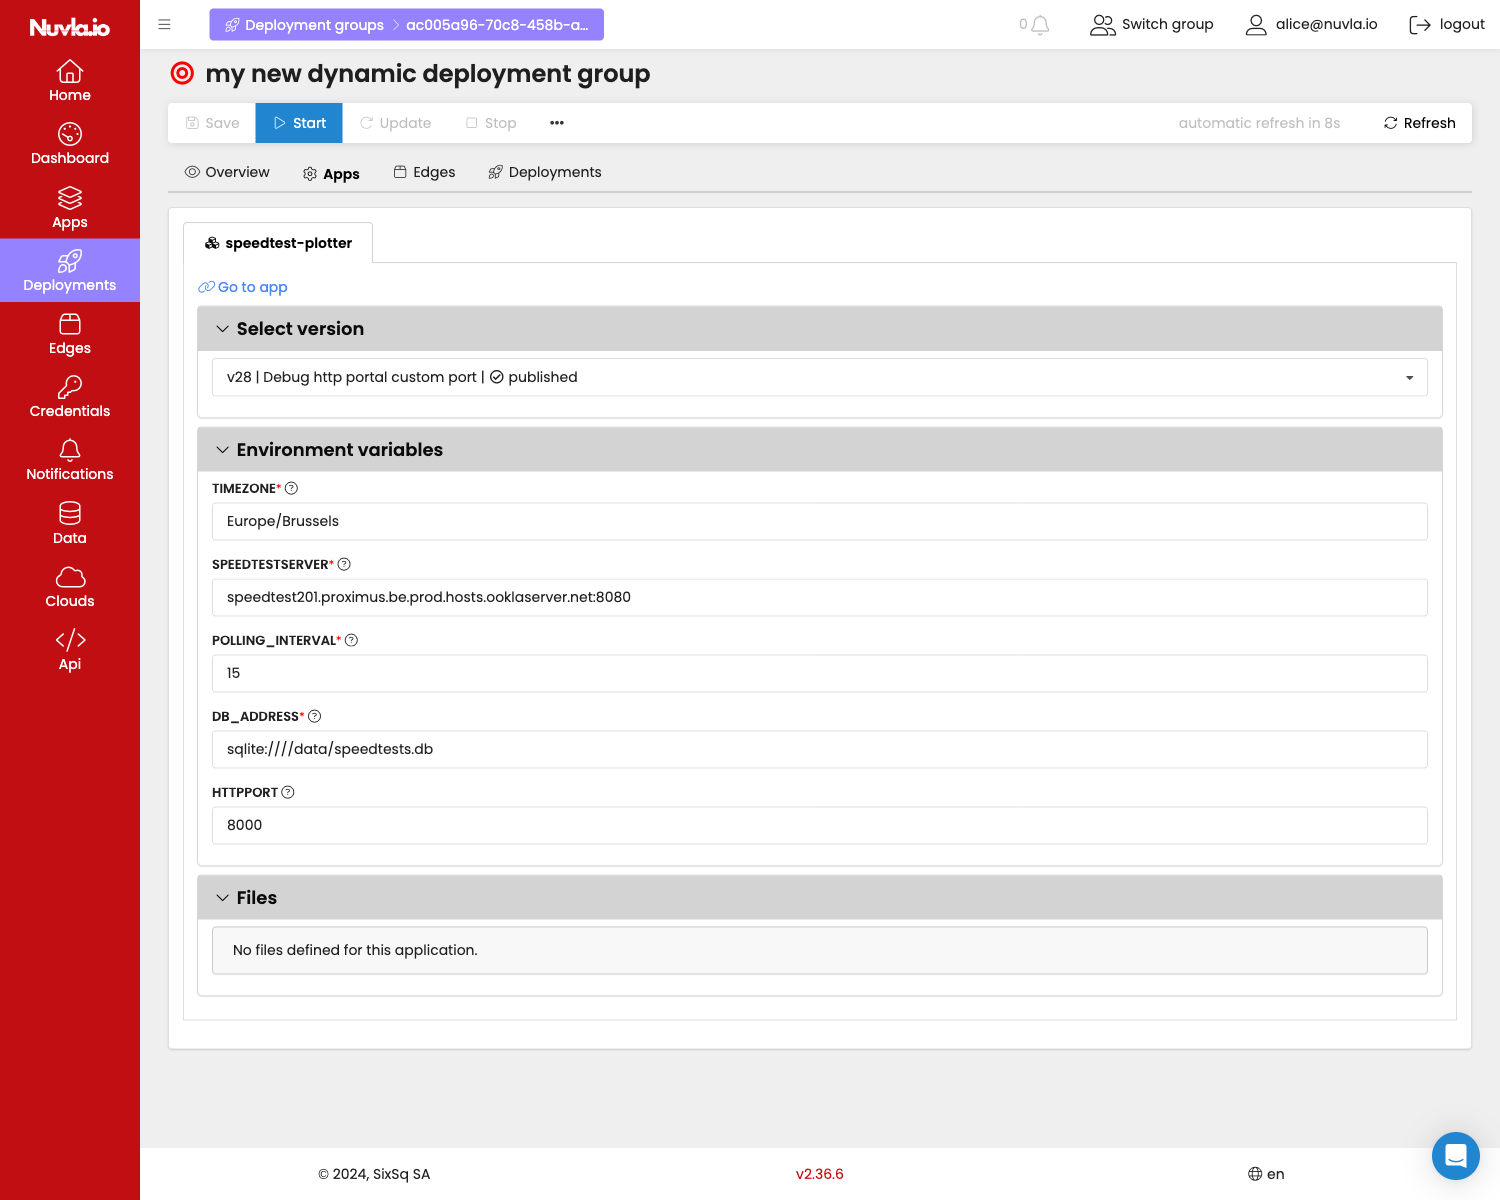 Nuvla.io
Home
Dashboard
Apps
Deployments
Edges
Credentials
Notifications
Data
Clouds
Api
Deployment groups
ac005a96-70c8-458b-a...
0
Switch group
alice@nuvla.io
logout
my new dynamic deployment group
Save
Start
Update
Stop
automatic refresh in 8s
Refresh
Overview
Apps
Edges
Deployments
speedtest-plotter
Go to app
Select version
v28 | Debug http portal custom port | published
Environment variables
TIMEZONE*
Europe/Brussels
SPEEDTESTSERVER*
speedtest201.proximus.be.prod.hosts.ooklaserver.net:8080
POLLING_INTERVAL*
15
DB_ADDRESS*
sqlite:////data/speedtests.db
HTTPPORT
8000
Files
No files defined for this application.
© 2024, SixSq SA
v2.36.6
en